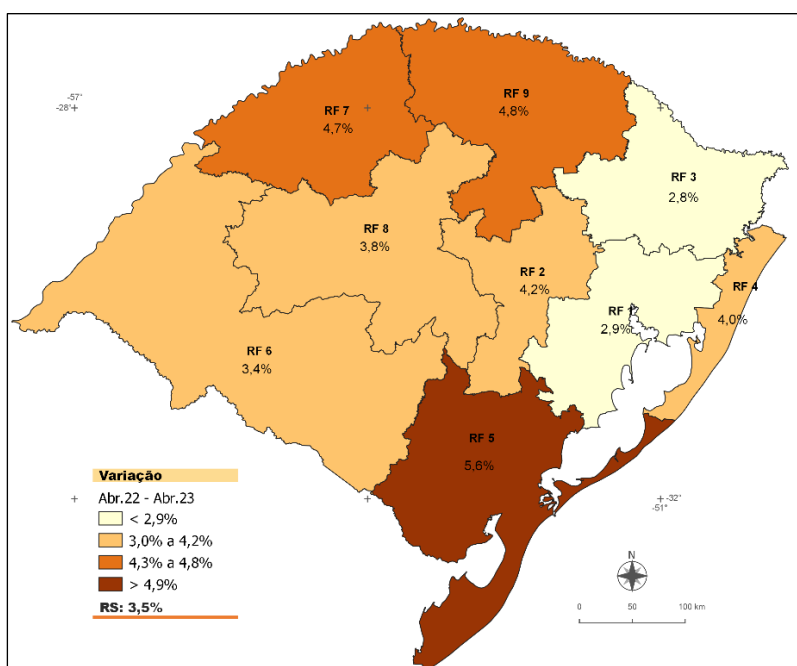 -57°
-28°
RF 7
4,7%
RF 9
4,8%
RF 3
2,8%
RF 8
3,8%
RF 2
4,2%
RF 4
4,0%
RF 1
2,9%
RF 6
3,4%
RF 5
5,6%
Variação
Abr.22 - Abr.23
< 2,9%
3,0% a 4,2%
4,3% a 4,8%
> 4,9%
RS: 3,5%
-32°
-51°
N
0 50 100 km